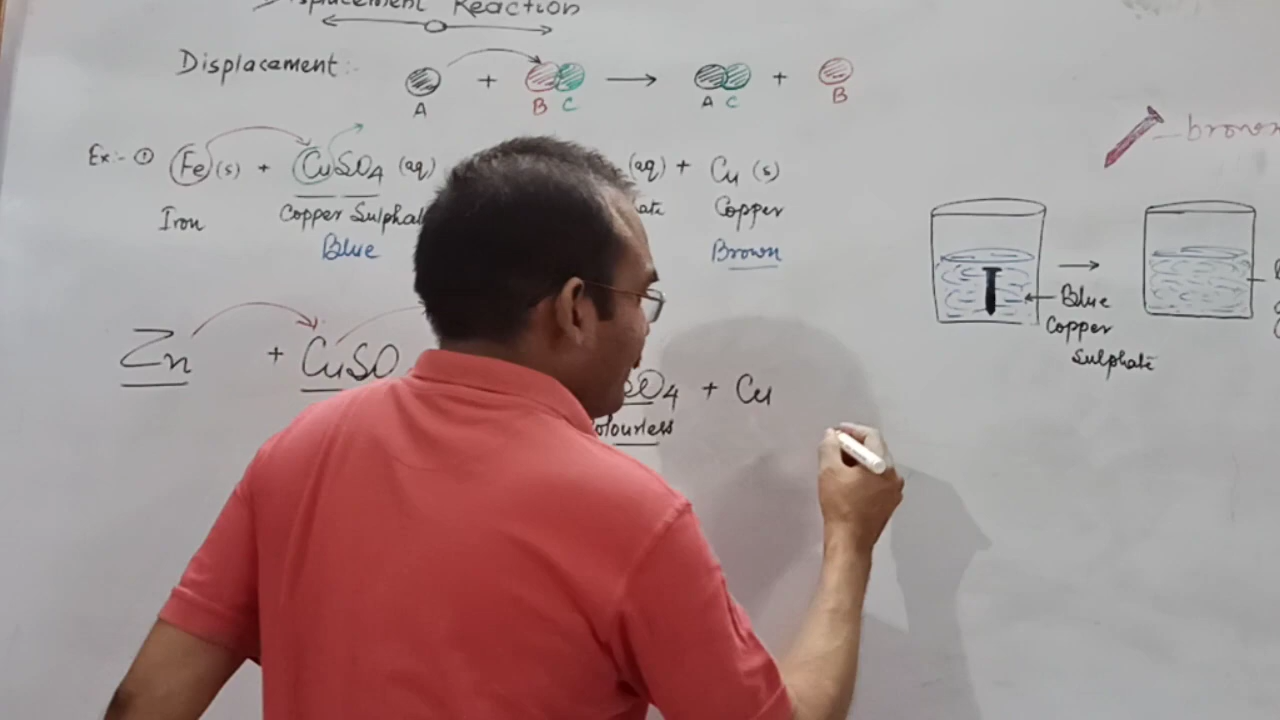 Displacement Reaction
Displacement:-
A + B C → A C + B
Ex:- ① Fe(s) + CuSO4 (aq) (aq) + Cu (s)
Iron Copper Sulphat ate Copper
Blue Brown
brown
Zn + CuSO O4 + Cu
olourless
Blue
Copper
Sulphate